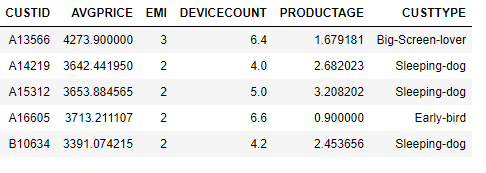 CUSTID AVGPRICE EMI DEVICECOUNT PRODUCTAGE CUSTTYPE
A13566 4273.900000 3 6.4 1.679181 Big-Screen-lover
A14219 3642.441950 2 4.0 2.682023 Sleeping-dog
A15312 3653.884565 2 5.0 3.208202 Sleeping-dog
A16605 3713.211107 2 6.6 0.900000 Early-bird
B10634 3391.074215 2 4.2 2.453656 Sleeping-dog